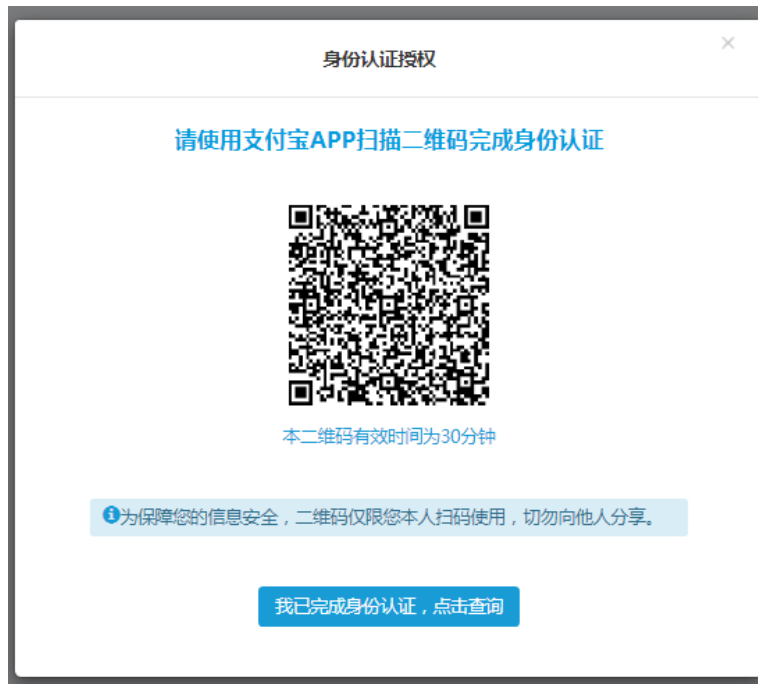 身份认证授权
请使用支付宝APP扫描二维码完成身份认证
本二维码有效时间为30分钟
为保障您的信息安全，二维码仅限您本人扫码使用，切勿向他人分享。
我已完成身份认证，点击查询